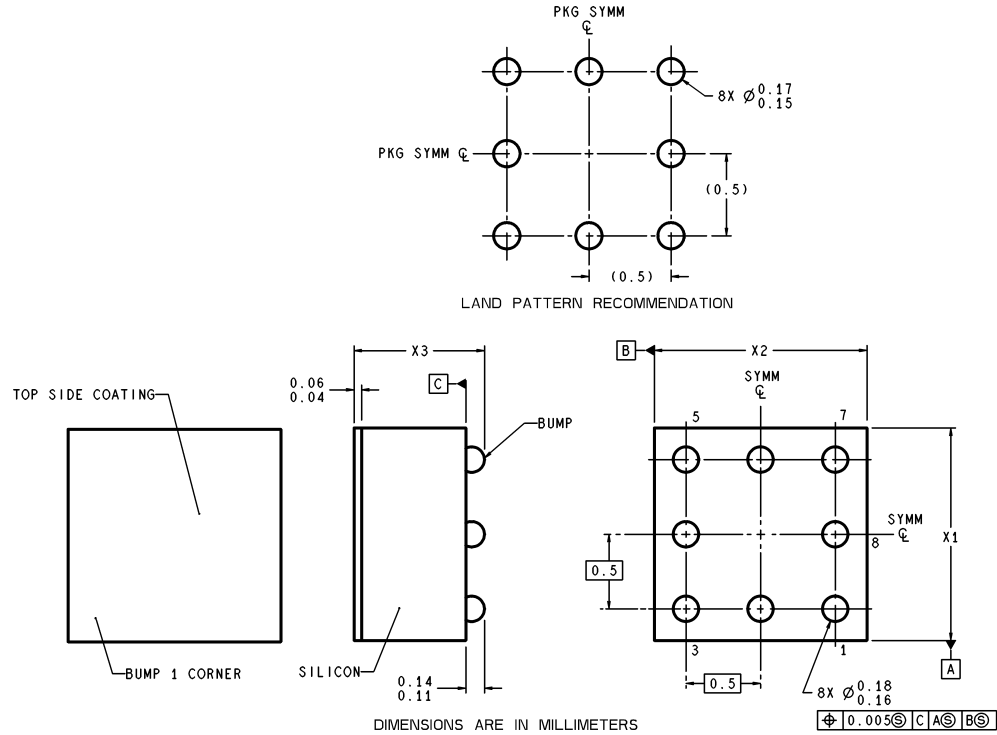 PKG SYMM
℄
8X Ø 0.17
0.15
PKG SYMM ℄
(0.5)
(0.5)
LAND PATTERN RECOMMENDATION
X3
B
X2
C
SYMM
℄
0.06
0.04
TOP SIDE COATING
BUMP
5
7
SYMM
℄
8
X1
0.5
BUMP 1 CORNER
SILICON
3
1
A
0.14
0.11
0.5
8X Ø 0.18
0.16
⌖ 0.005Ⓢ C AⓈ BⓈ
DIMENSIONS ARE IN MILLIMETERS